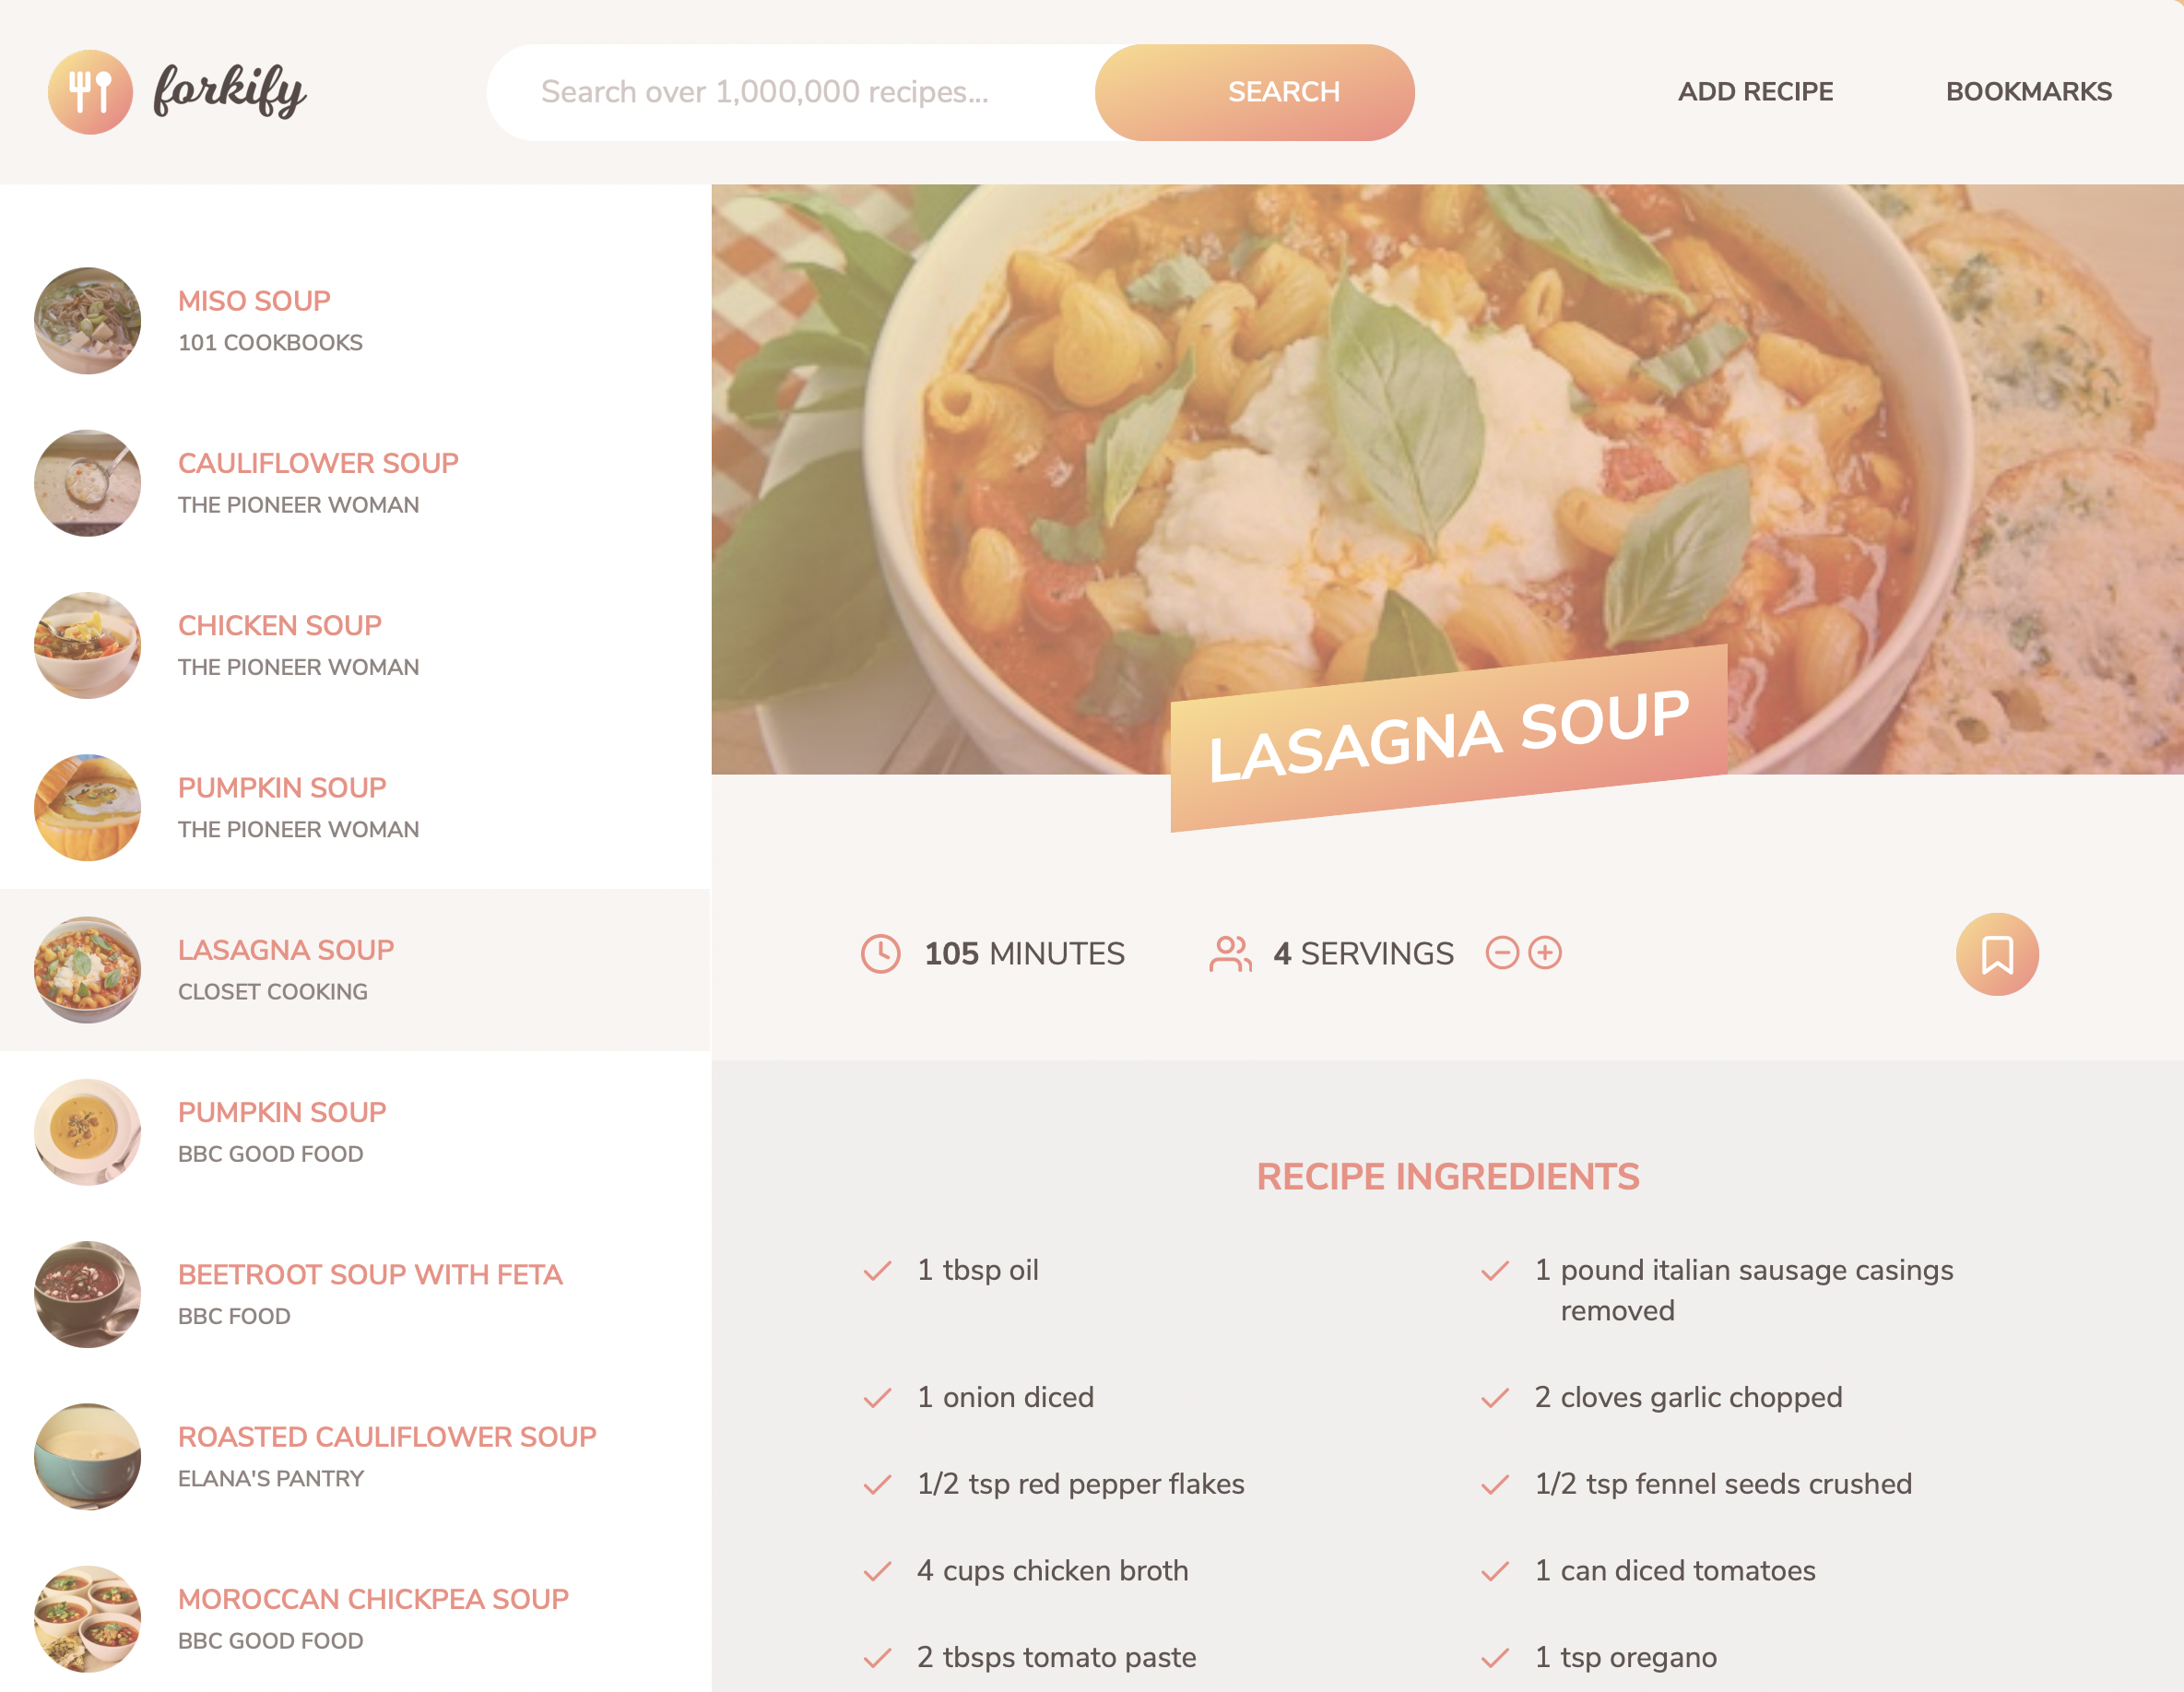 forkify
Search over 1,000,000 recipes...
SEARCH
ADD RECIPE
BOOKMARKS
MISO SOUP
101 COOKBOOKS
CAULIFLOWER SOUP
THE PIONEER WOMAN
CHICKEN SOUP
THE PIONEER WOMAN
PUMPKIN SOUP
THE PIONEER WOMAN
LASAGNA SOUP
CLOSET COOKING
PUMPKIN SOUP
BBC GOOD FOOD
BEETROOT SOUP WITH FETA
BBC FOOD
ROASTED CAULIFLOWER SOUP
ELANA'S PANTRY
MOROCCAN CHICKPEA SOUP
BBC GOOD FOOD
LASAGNA SOUP
105 MINUTES
4 SERVINGS
RECIPE INGREDIENTS
1 tbsp oil
1 pound italian sausage casings
removed
1 onion diced
2 cloves garlic chopped
1/2 tsp red pepper flakes
1/2 tsp fennel seeds crushed
4 cups chicken broth
1 can diced tomatoes
2 tbsps tomato paste
1 tsp oregano